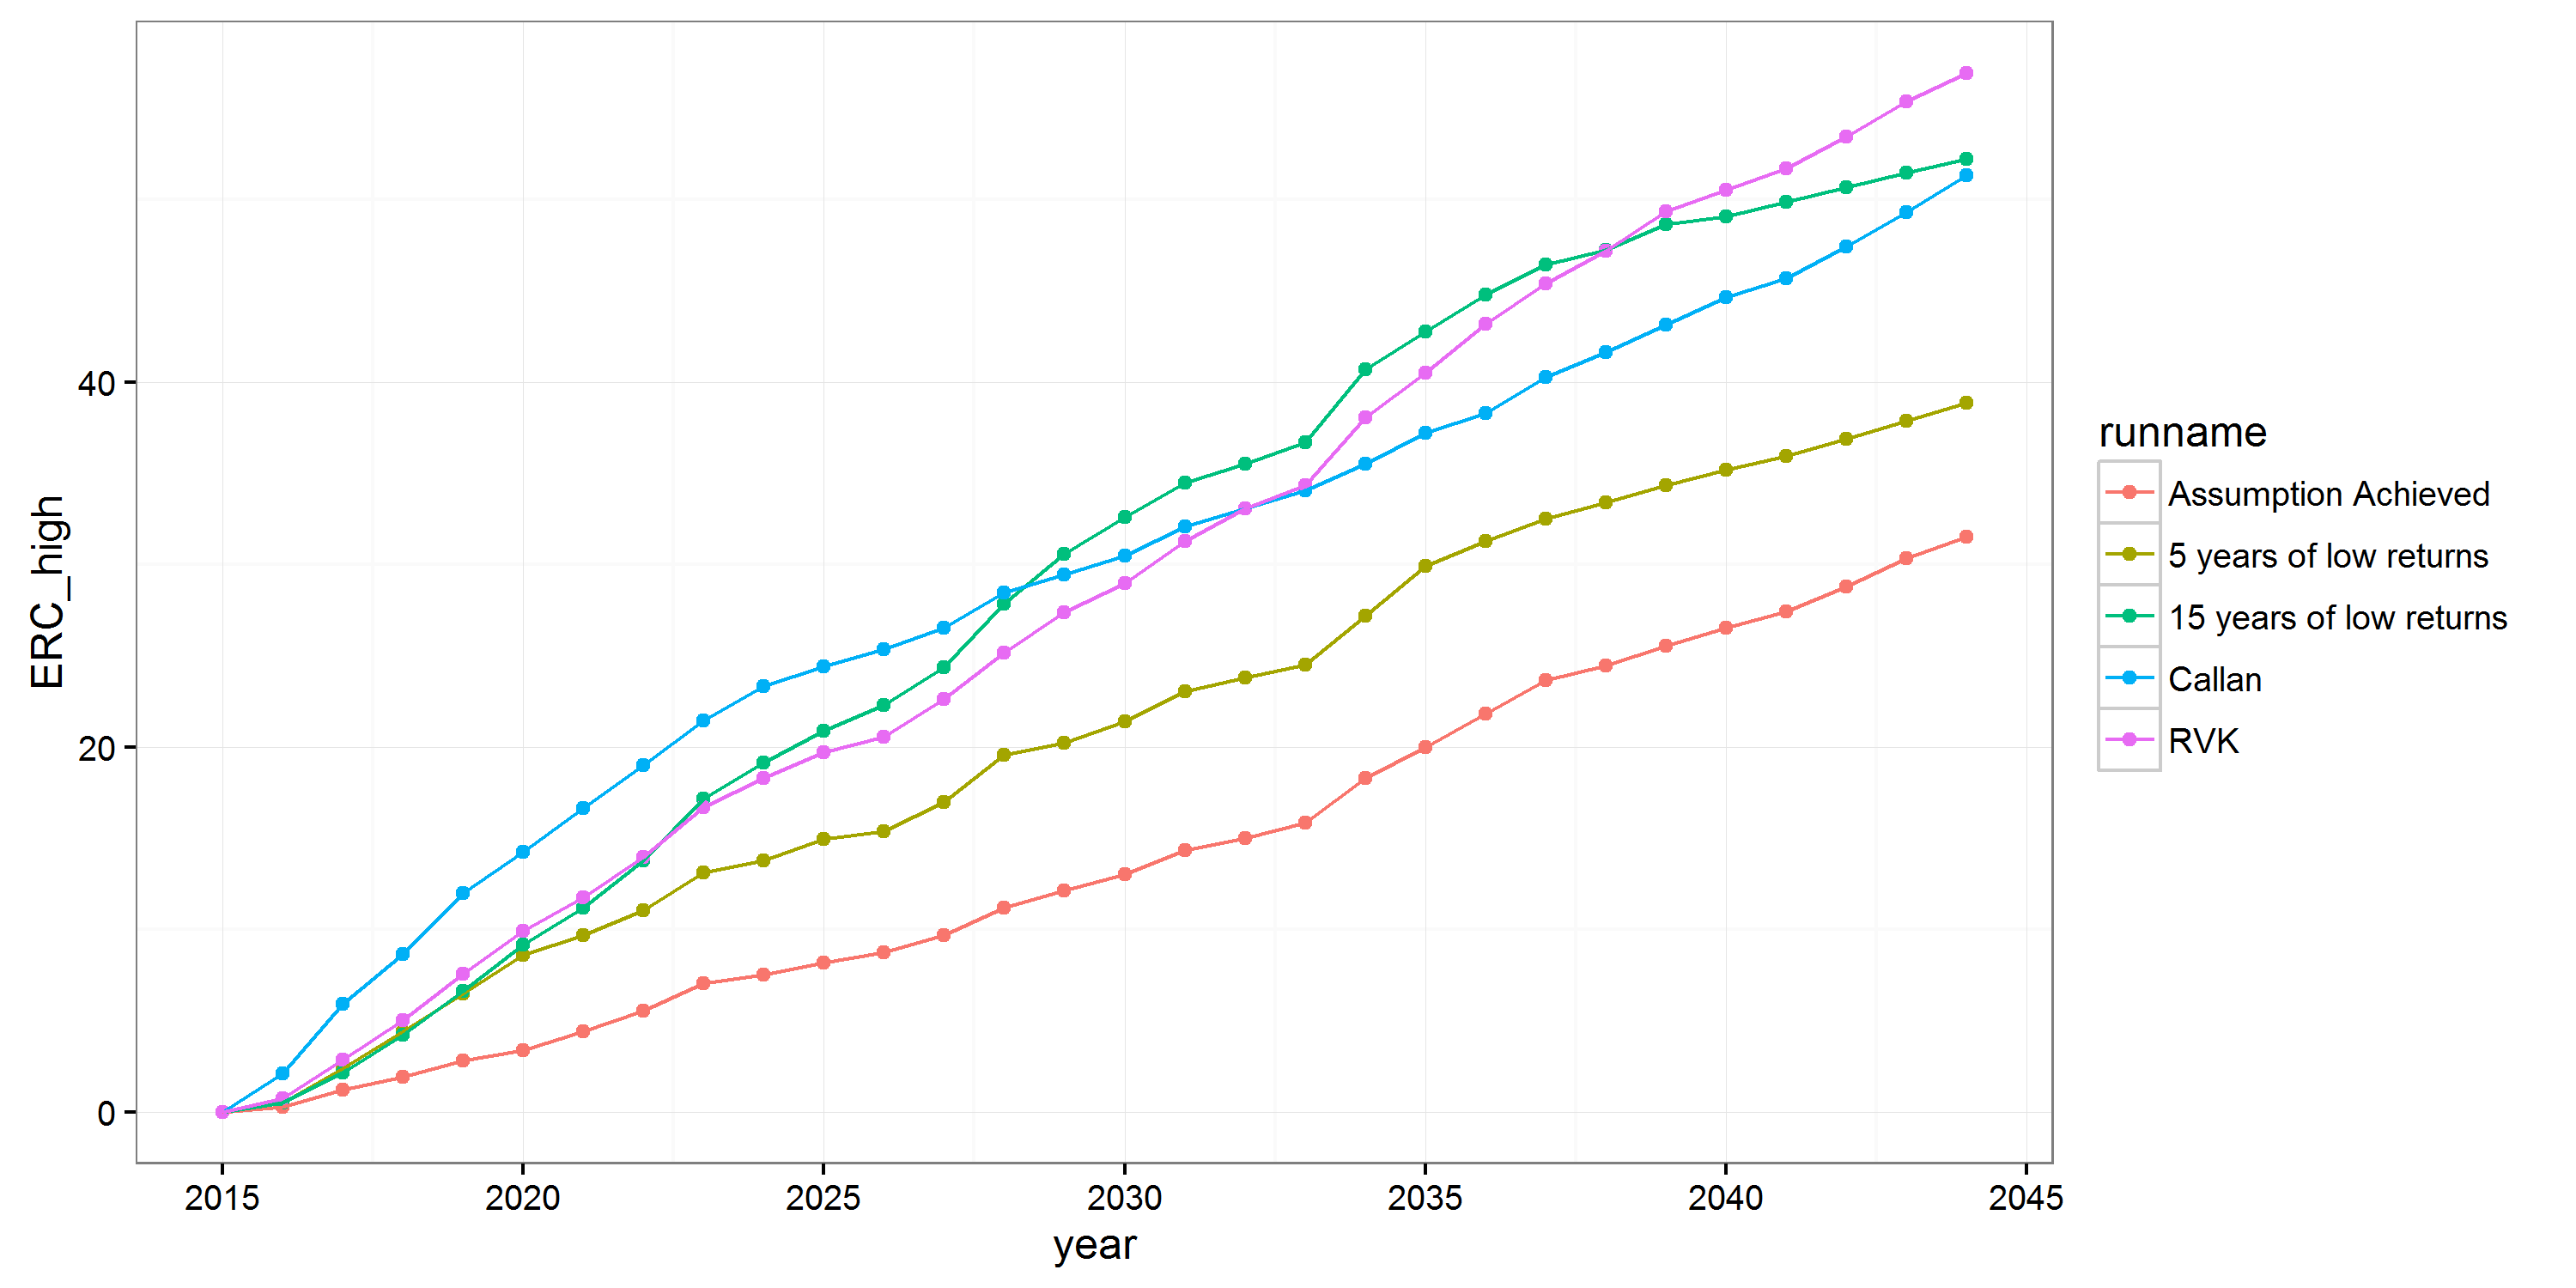 ERC_high
40
20
0
2015 2020 2025 2030 2035 2040 2045
year
runname
Assumption Achieved
5 years of low returns
15 years of low returns
Callan
RVK